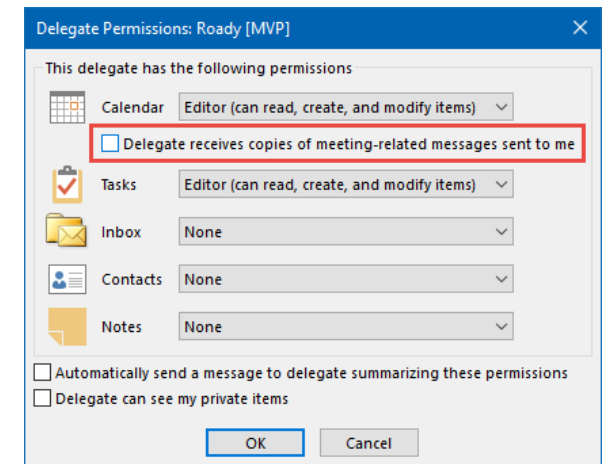 Delegate Permissions: Roady [MVP]
This delegate has the following permissions
Calendar Editor (can read, create, and modify items)
Delegate receives copies of meeting-related messages sent to me
Tasks Editor (can read, create, and modify items)
Inbox None
Contacts None
Notes None
Automatically send a message to delegate summarizing these permissions
Delegate can see my private items
OK Cancel